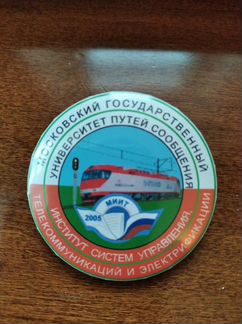 МОСКОВСКИЙ ГОСУДАРСТВЕННЫЙ
УНИВЕРСИТЕТ ПУТЕЙ СООБЩЕНИЯ
МИИТ
2005
ИНСТИТУТ СИСТЕМ УПРАВЛЕНИЯ,
ТЕЛЕКОММУНИКАЦИЙ И ЭЛЕКТРИФИКАЦИИ